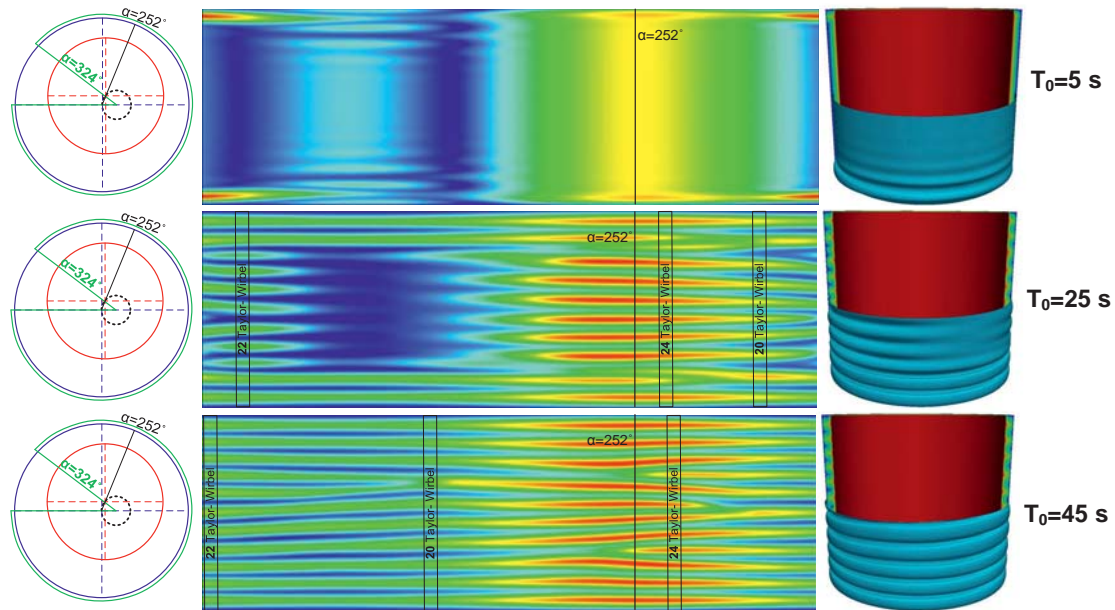 α=252°
α=324°
α=252°
T₀=5 s
α=252°
α=324°
22 Taylor- Wirbel
α=252°
24 Taylor- Wirbel
20 Taylor- Wirbel
T₀=25 s
α=252°
α=324°
22 Taylor- Wirbel
20 Taylor- Wirbel
α=252°
24 Taylor- Wirbel
T₀=45 s